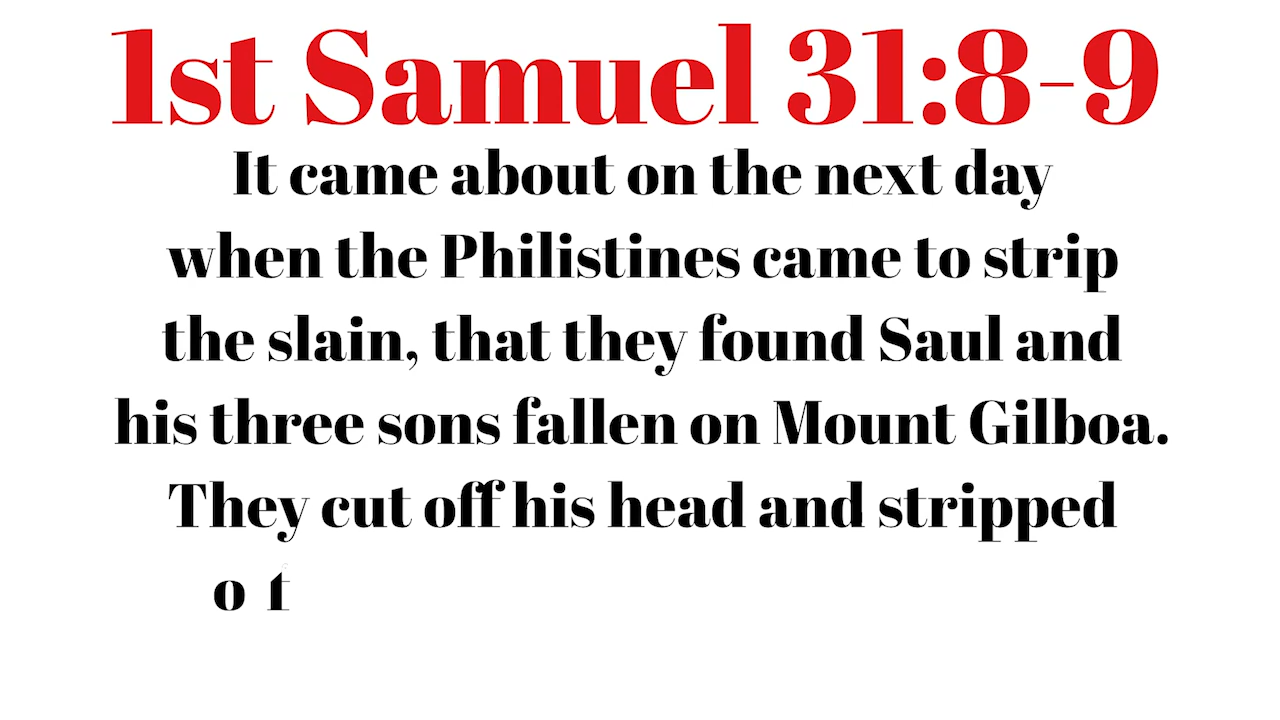 1st Samuel 31:8-9
It came about on the next day
when the Philistines came to strip
the slain, that they found Saul and
his three sons fallen on Mount Gilboa.
They cut off his head and stripped